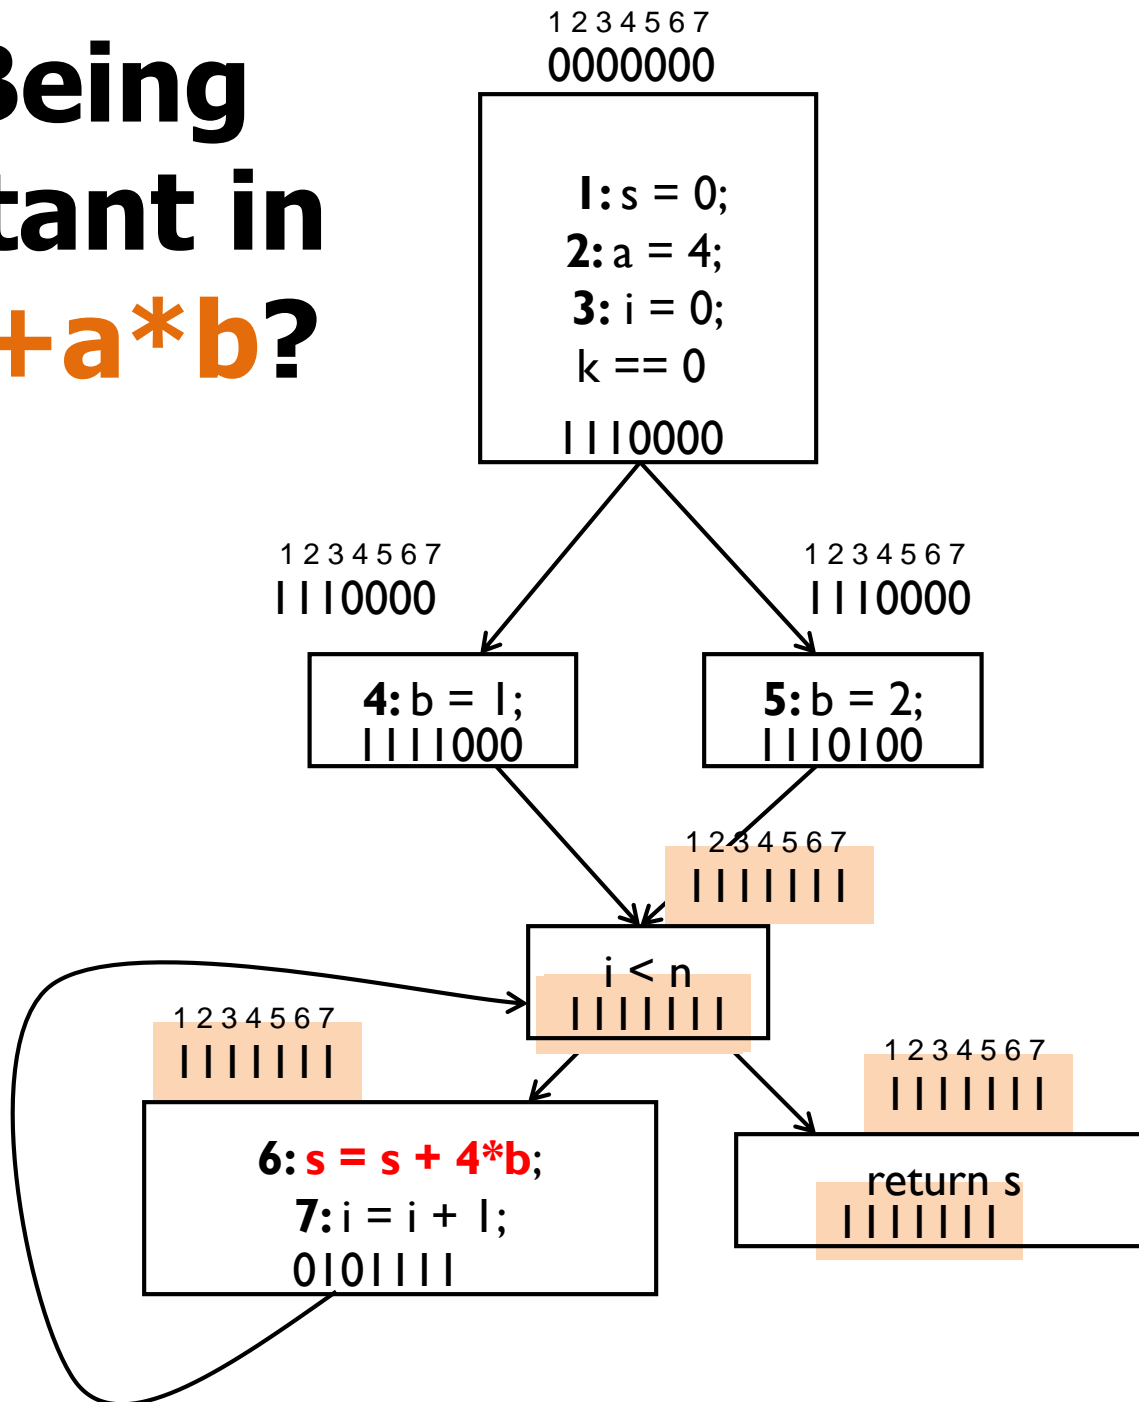 Being
tant in
+a*b?
1 2 3 4 5 6 7
0000000
1: s = 0;
2: a = 4;
3: i = 0;
k == 0
1110000
1 2 3 4 5 6 7
1110000
1 2 3 4 5 6 7
1110000
4: b = 1;
1111000
5: b = 2;
1110100
1 2 3 4 5 6 7
1111111
i < n
1111111
1 2 3 4 5 6 7
1111111
1 2 3 4 5 6 7
1111111
6: s = s + 4*b;
7: i = i + 1;
0101111
return s
1111111